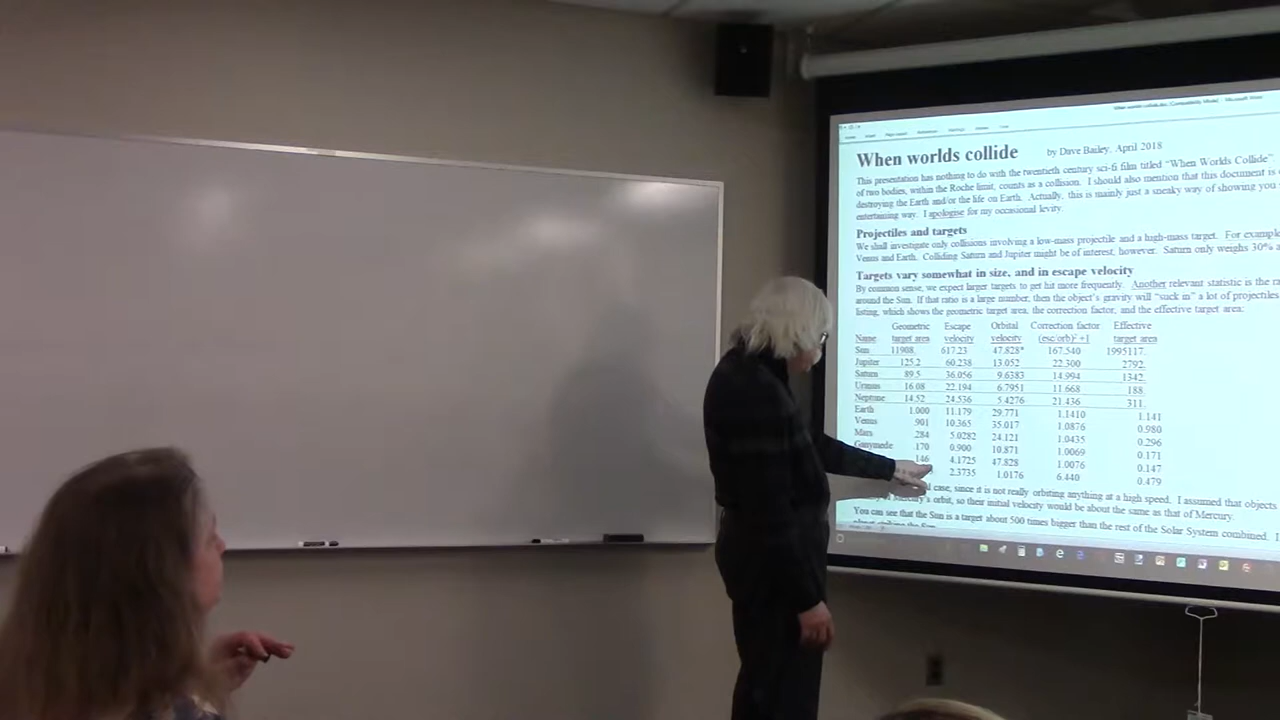 When worlds collide by Dave Bailey, April 2018
This presentation has nothing to do with the twentieth century sci-fi film titled "When Worlds Collide".
of two bodies, within the Roche limit, counts as a collision. I should also mention that this document is
destroying the Earth and/or the life on Earth. Actually, this is mainly just a sneaky way of showing you
entertaining way. I apologise for my occasional levity.
Projectiles and targets
We shall investigate only collisions involving a low-mass projectile and a high-mass target. For example
Venus and Earth. Colliding Saturn and Jupiter might be of interest, however. Saturn only weighs 30%
Targets vary somewhat in size, and in escape velocity
By common sense, we expect larger targets to get hit more frequently. Another relevant statistic is the
around the Sun. If that ratio is a large number, then the object's gravity will "suck in" a lot of projectiles
listing, which shows the geometric target area, the correction factor, and the effective target area:
Geometric Escape Orbital Correction factor Effective
Name target area velocity velocity (esc/orb)² +1 target area
Sun 11908. 617.23 47.828* 167.540 1995117.
Jupiter 125.2 60.238 13.052 22.300 2792.
Saturn 89.5 36.056 9.6383 14.994 1342.
Uranus 16.08 22.194 6.7951 11.668 188.
Neptune 14.52 24.536 5.4276 21.436 311.
Earth 1.000 11.179 29.771 1.1410 1.141
Venus .901 10.365 35.017 1.0876 0.980
Mars .284 5.0282 24.121 1.0435 0.296
Ganymede .170 0.900 10.871 1.0069 0.171
.146 4.1725 47.828 1.0076 0.147
2.3735 1.0176 6.440 0.479
case, since it is not really orbiting anything at a high speed. I assumed that objects
of Mercury's orbit, so their initial velocity would be about the same as that of Mercury.
You can see that the Sun is a target about 500 times bigger than the rest of the Solar System combined.